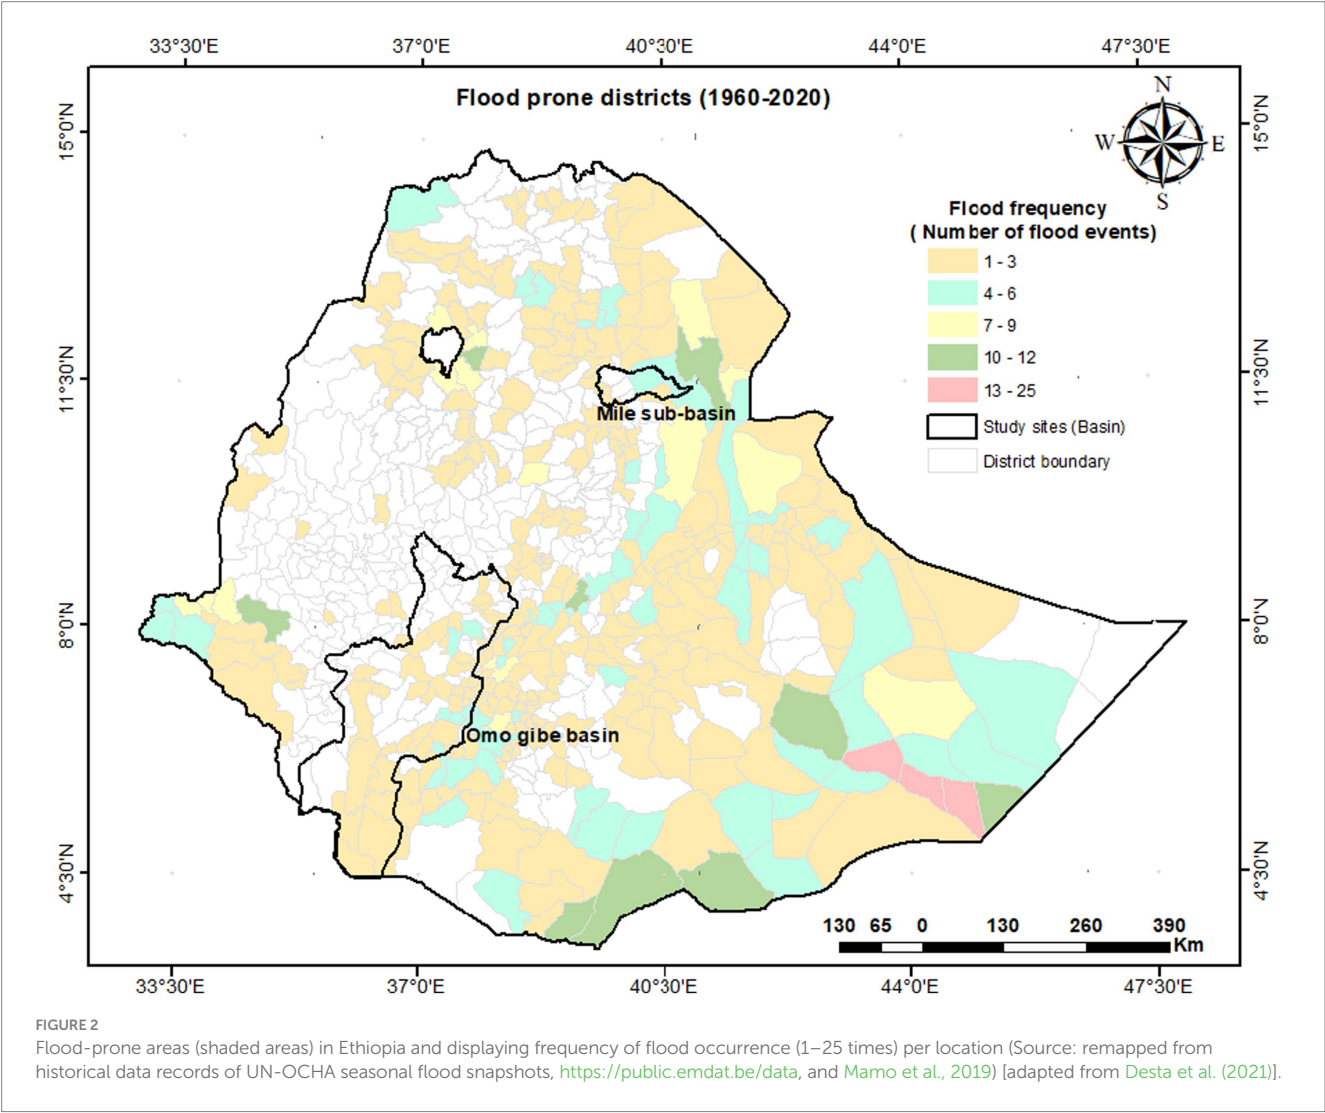 33°30'E 37°0'E 40°30'E 44°0'E 47°30'E
Flood prone districts (1960-2020)
N
W E
S
15°0'N 15°0'N
Flood frequency
( Number of flood events)
1 - 3
4 - 6
7 - 9
10 - 12
13 - 25
Study sites (Basin)
District boundary
11°30'N 11°30'N
Mile sub-basin
8°0'N 8°0'N
Omo gibe basin
4°30'N 4°30'N
130 65 0 130 260 390
Km
33°30'E 37°0'E 40°30'E 44°0'E 47°30'E
FIGURE 2
Flood-prone areas (shaded areas) in Ethiopia and displaying frequency of flood occurrence (1–25 times) per location (Source: remapped from
historical data records of UN-OCHA seasonal flood snapshots, https://public.emdat.be/data, and Mamo et al., 2019) [adapted from Desta et al. (2021)].